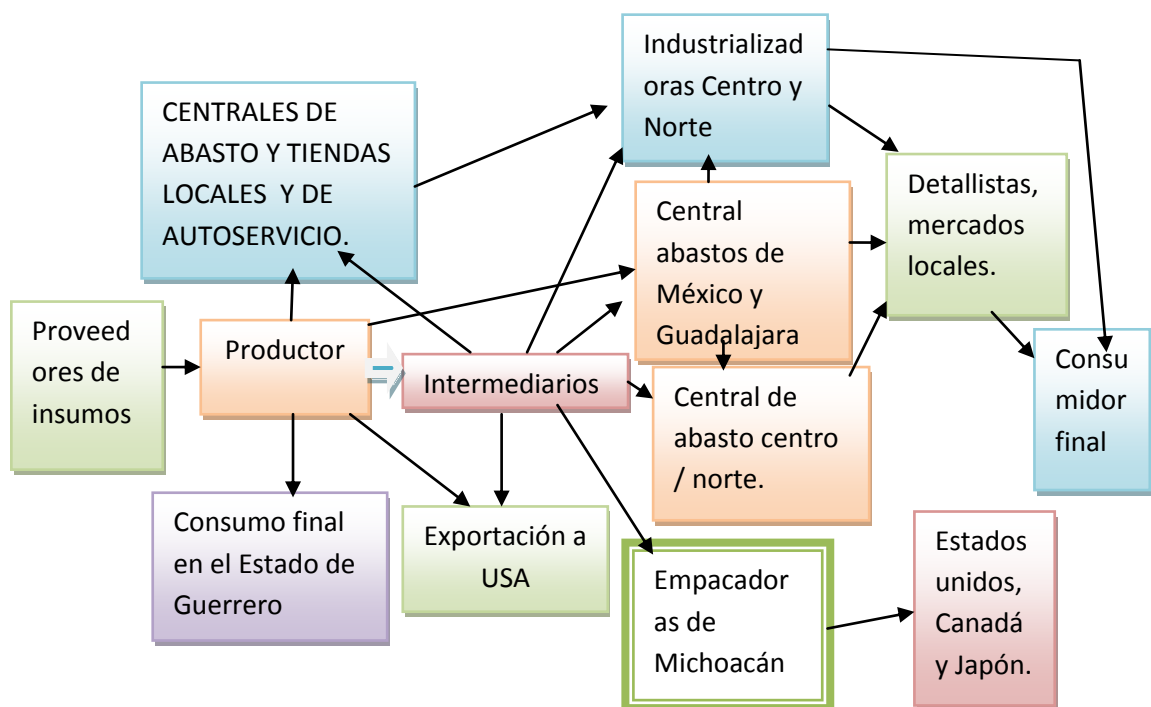 Industrializad
oras Centro y
Norte
CENTRALES DE
ABASTO Y TIENDAS
LOCALES Y DE
AUTOSERVICIO.
Detallistas,
mercados
locales.
Central
abastos de
México y
Guadalajara
Proveed
ores de
insumos
Productor
Intermediarios
Consu
midor
final
Central de
abasto centro
/ norte.
Consumo final
en el Estado de
Guerrero
Exportación a
USA
Empacador
as de
Michoacán
Estados
unidos,
Canadá
y Japón.